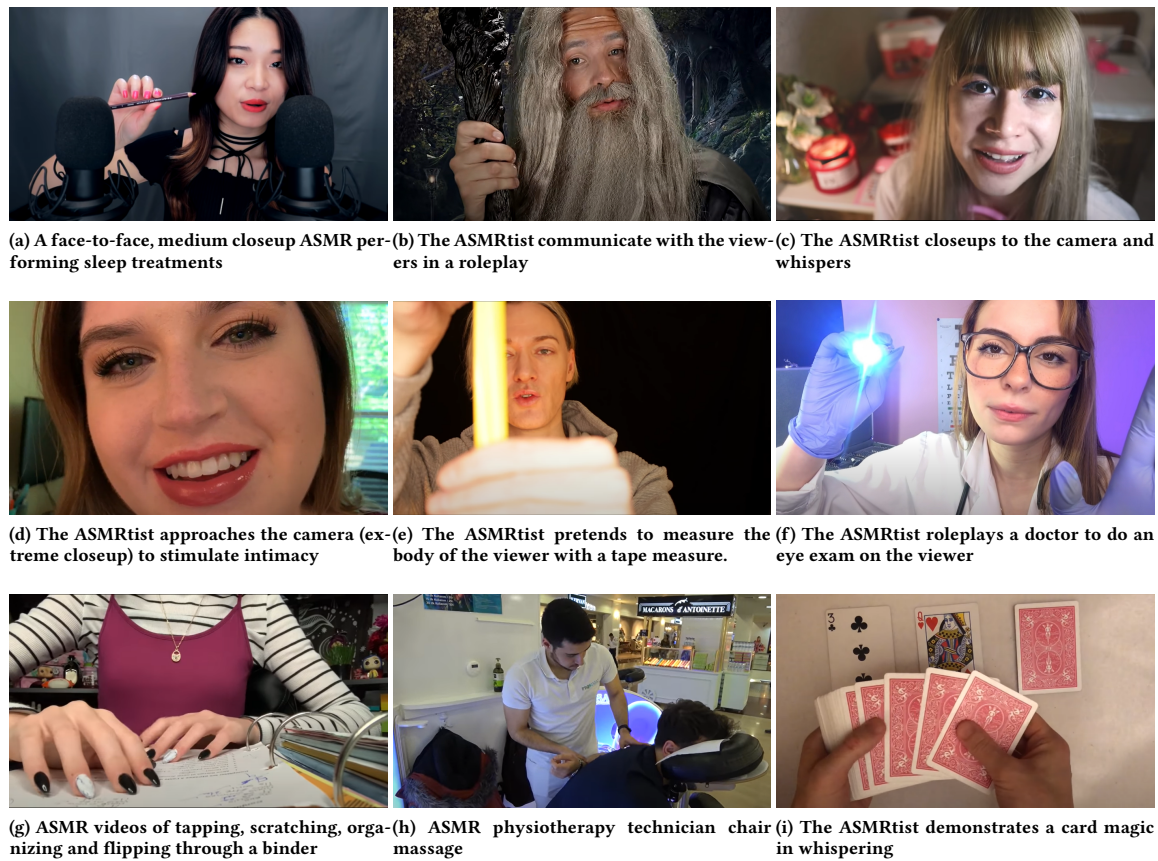 (a) A face-to-face, medium closeup ASMR per-
forming sleep treatments
(b) The ASMRtist communicate with the view-
ers in a roleplay
(c) The ASMRtist closeups to the camera and
whispers
(d) The ASMRtist approaches the camera (ex-
treme closeup) to stimulate intimacy
(e) The ASMRtist pretends to measure the
body of the viewer with a tape measure.
(f) The ASMRtist roleplays a doctor to do an
eye exam on the viewer
MACARONS ANTOINETTE
3
Q
(g) ASMR videos of tapping, scratching, orga-
nizing and flipping through a binder
(h) ASMR physiotherapy technician chair
massage
(i) The ASMRtist demonstrates a card magic
in whispering